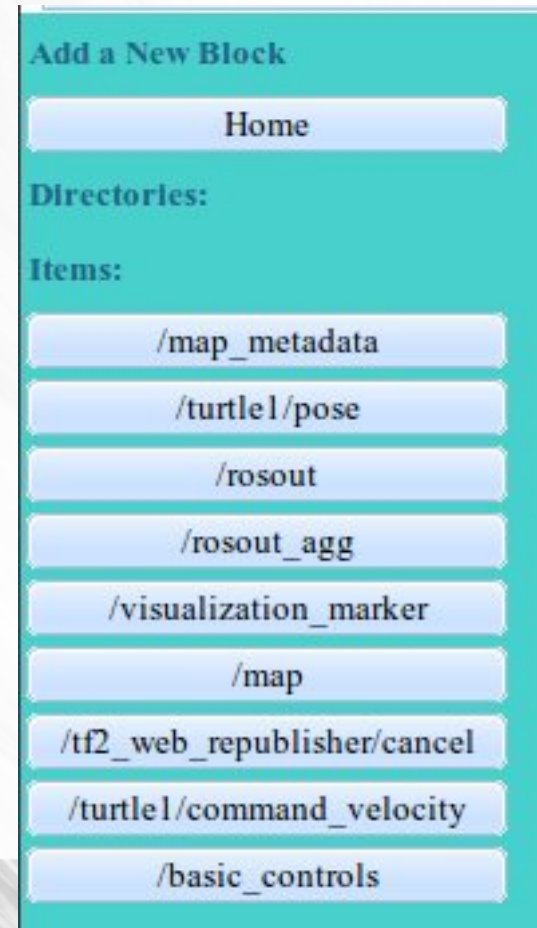 Add a New Block
Home
Directories:
Items:
/map_metadata
/turtle1/pose
/rosout
/rosout_agg
/visualization_marker
/map
/tf2_web_republisher/cancel
/turtle1/command_velocity
/basic_controls